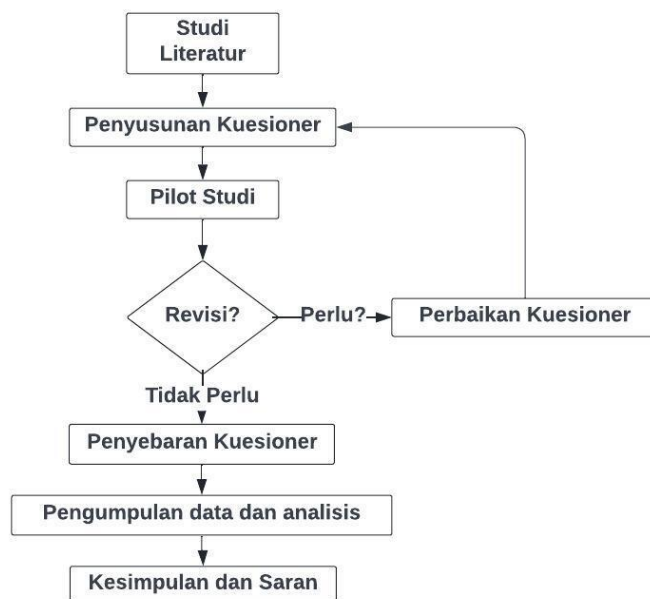 Studi
Literatur
Penyusunan Kuesioner
Pilot Studi
Revisi?
Perlu?
Perbaikan Kuesioner
Tidak Perlu
Penyebaran Kuesioner
Pengumpulan data dan analisis
Kesimpulan dan Saran